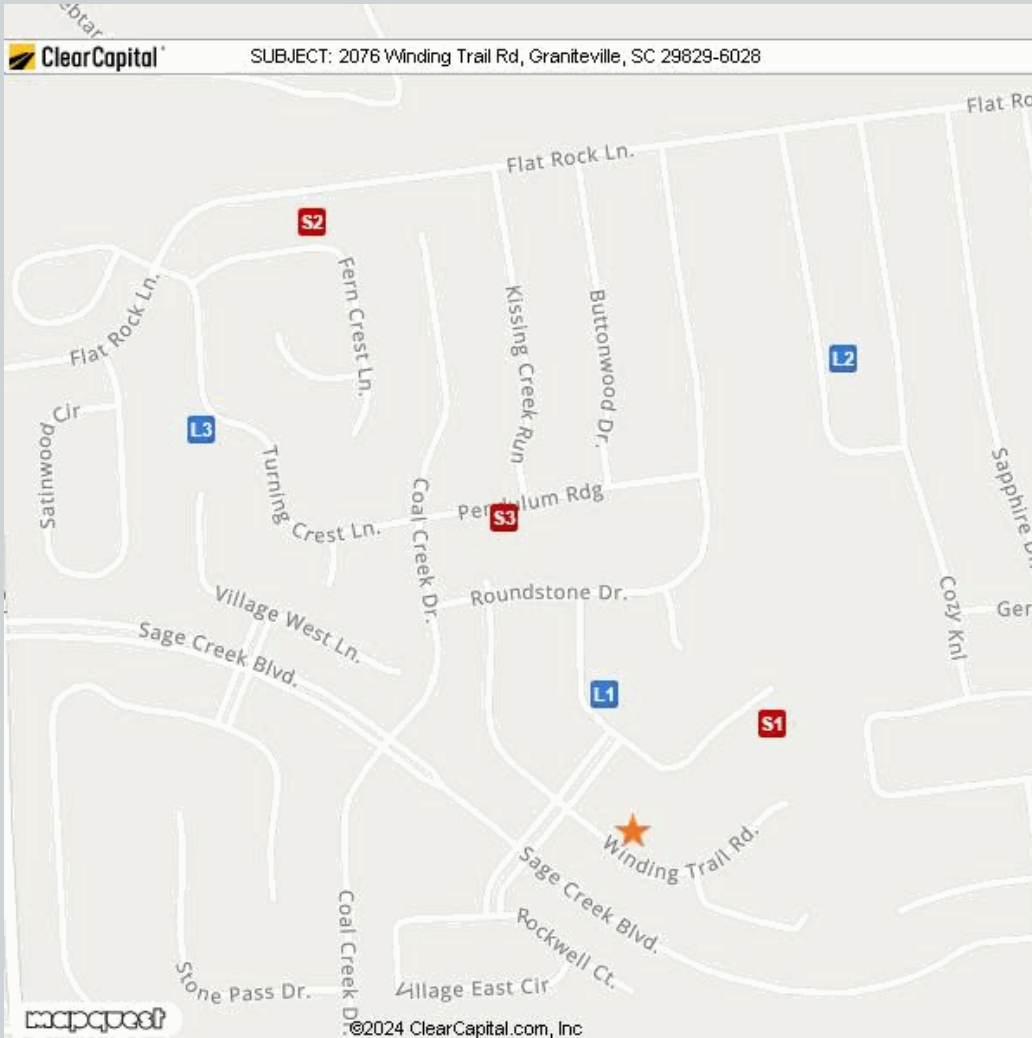 ClearCapital
SUBJECT: 2076 Winding Trail Rd, Graniteville, SC 29829-6028
Flat Rock Ln.
S2
Fern Crest Ln.
Kissing Creek Run
Buttonwood Dr.
Flat Rock Ln.
L2
Satinwood Cir
L3
Turning Crest Ln.
Sapphire
Coal Creek Dr.
Pendulum Rdg
S3
Roundstone Dr.
Cozy Knl
Village West Ln.
Sage Creek Blvd.
L1
S1
Winding Trail Rd.
Sage Creek Blvd.
Coal Creek D
Rockwell Ct.
Stone Pass Dr.
Village East Cir
mapquest
©2024 ClearCapital.com, Inc